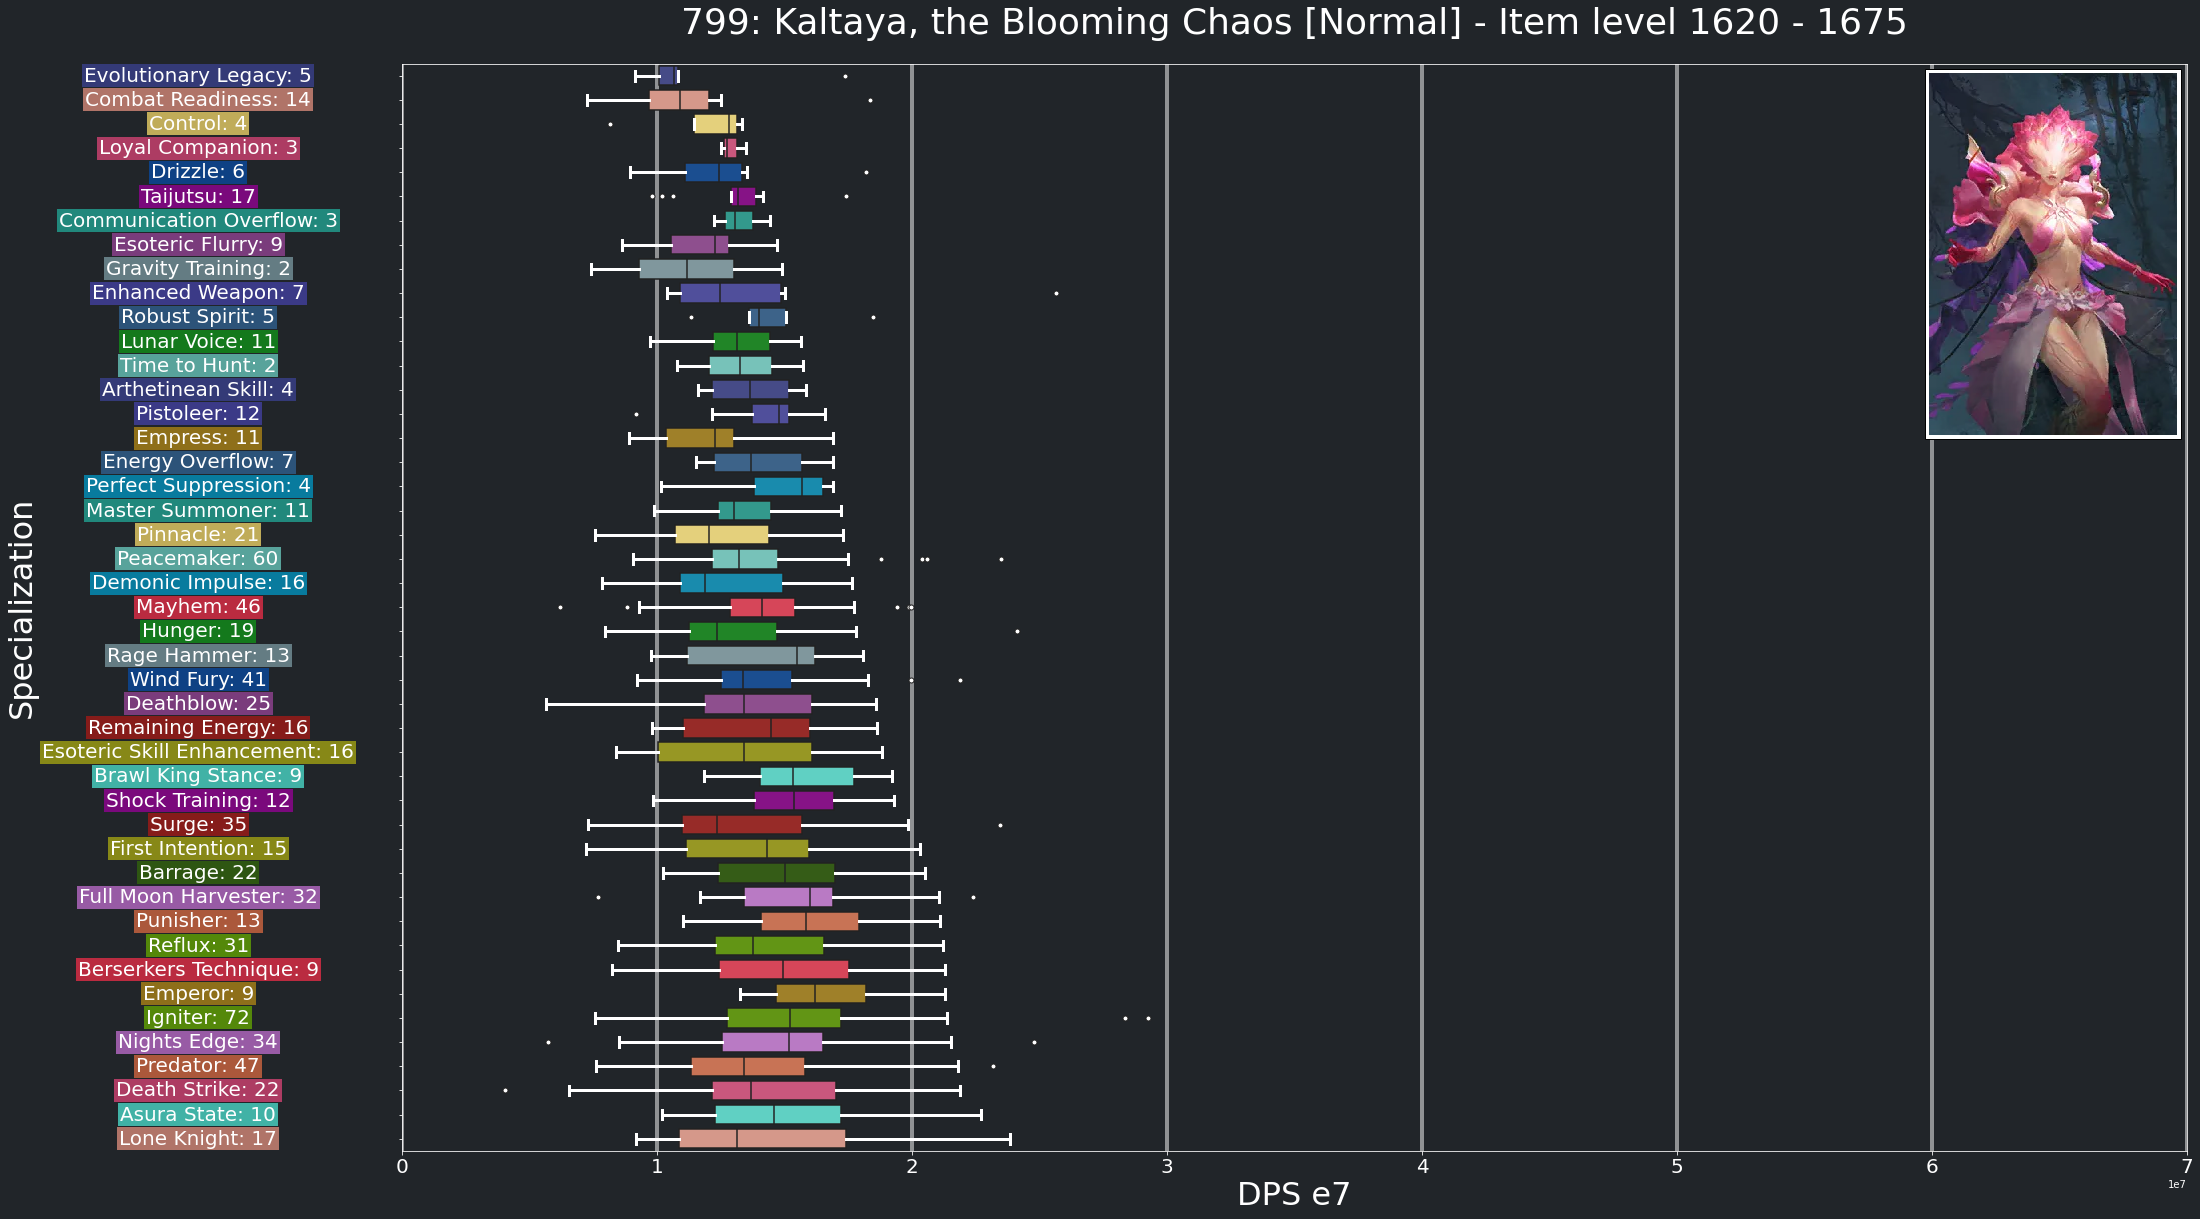 799: Kaltaya, the Blooming Chaos [Normal] - Item level 1620 - 1675
Specialization
Evolutionary Legacy: 5
Combat Readiness: 14
Control: 4
Loyal Companion: 3
Drizzle: 6
Taijutsu: 17
Communication Overflow: 3
Esoteric Flurry: 9
Gravity Training: 2
Enhanced Weapon: 7
Robust Spirit: 5
Lunar Voice: 11
Time to Hunt: 2
Arthetinean Skill: 4
Pistoleer: 12
Empress: 11
Energy Overflow: 7
Perfect Suppression: 4
Master Summoner: 11
Pinnacle: 21
Peacemaker: 60
Demonic Impulse: 16
Mayhem: 46
Hunger: 19
Rage Hammer: 13
Wind Fury: 41
Deathblow: 25
Remaining Energy: 16
Esoteric Skill Enhancement: 16
Brawl King Stance: 9
Shock Training: 12
Surge: 35
First Intention: 15
Barrage: 22
Full Moon Harvester: 32
Punisher: 13
Reflux: 31
Berserkers Technique: 9
Emperor: 9
Igniter: 72
Nights Edge: 34
Predator: 47
Death Strike: 22
Asura State: 10
Lone Knight: 17
0 1 2 3 4 5 6 7
1e7
DPS e7